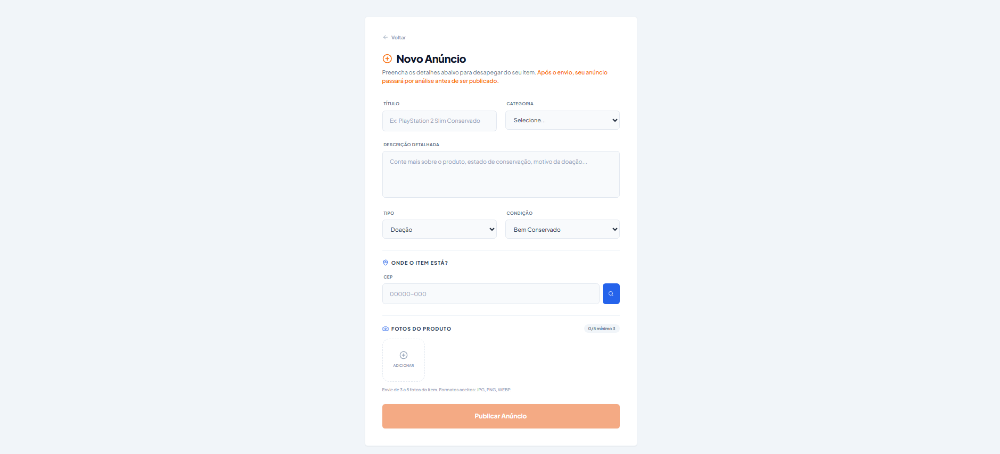 Voltar
Novo Anúncio
Preencha os detalhes abaixo para desapegar do seu item. Após o envio, seu anúncio
passará por análise antes de ser publicado.
TÍTULO
CATEGORIA
Ex: PlayStation 2 Slim Conservado
Selecione...
DESCRIÇÃO DETALHADA
Conte mais sobre o produto, estado de conservação, motivo da doação...
TIPO
CONDIÇÃO
Doação
Bem Conservado
ONDE O ITEM ESTÁ?
CEP
00000-000
FOTOS DO PRODUTO
0/5 mínimo 3
ADICIONAR
Envie de 3 a 5 fotos do item. Formatos aceitos: JPG, PNG, WEBP.
Publicar Anúncio